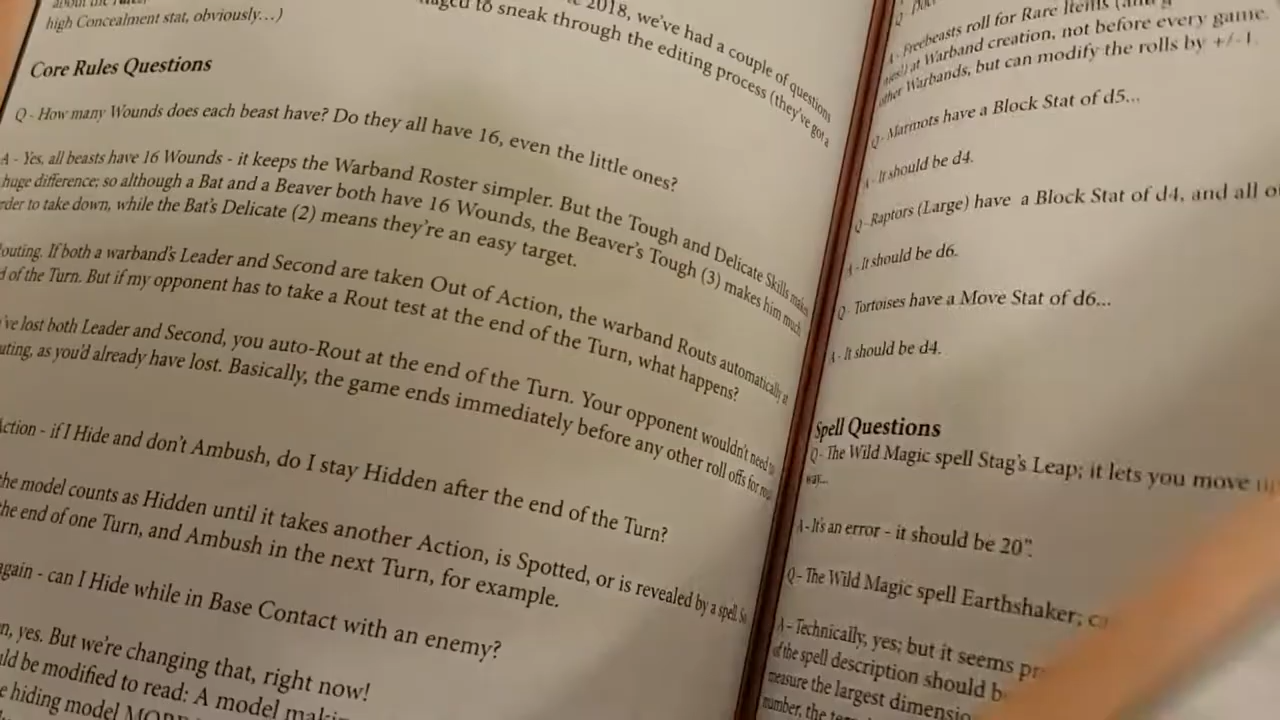 high Concealment stat, obviously…)
2018, we've had a couple of questions
to sneak through the editing process (they've got a
Core Rules Questions
Q - How many Wounds does each beast have? Do they all have 16, even the little ones?
A - Yes, all beasts have 16 Wounds - it keeps the Warband Roster simpler. But the Tough and Delicate Skills makes
huge difference; so although a Bat and a Beaver both have 16 Wounds, the Beaver's Tough (3) makes him much
to take down, while the Bat's Delicate (2) means they're an easy target.
If both a warband's Leader and Second are taken Out of Action, the warband Routs automatically at
of the Turn. But if my opponent has to take a Rout test at the end of the Turn, what happens?
lost both Leader and Second, you auto-Rout at the end of the Turn. Your opponent wouldn't need to
as you'd already have lost. Basically, the game ends immediately before any other roll offs for
- if I Hide and don't Ambush, do I stay Hidden after the end of the Turn?
the model counts as Hidden until it takes another Action, is Spotted, or is revealed by a spell. So
the end of one Turn, and Ambush in the next Turn, for example.
- can I Hide while in Base Contact with an enemy?
yes. But we're changing that, right now!
be modified to read: A model
hiding model
A - Freebeasts roll for Rare Items
at Warband creation, not before every game.
other Warbands, but can modify the rolls by +/-1.
Q - Marmots have a Block Stat of d5...
A - It should be d4.
Q - Raptors (Large) have a Block Stat of d4, and all
A - It should be d6.
Q - Tortoises have a Move Stat of d6...
A - It should be d4.
Spell Questions
Q - The Wild Magic spell Stag's Leap; it lets you move
A - It's an error - it should be 20".
Q - The Wild Magic spell Earthshaker;
A - Technically, yes; but it seems
of the spell description should
measure the largest
number, the